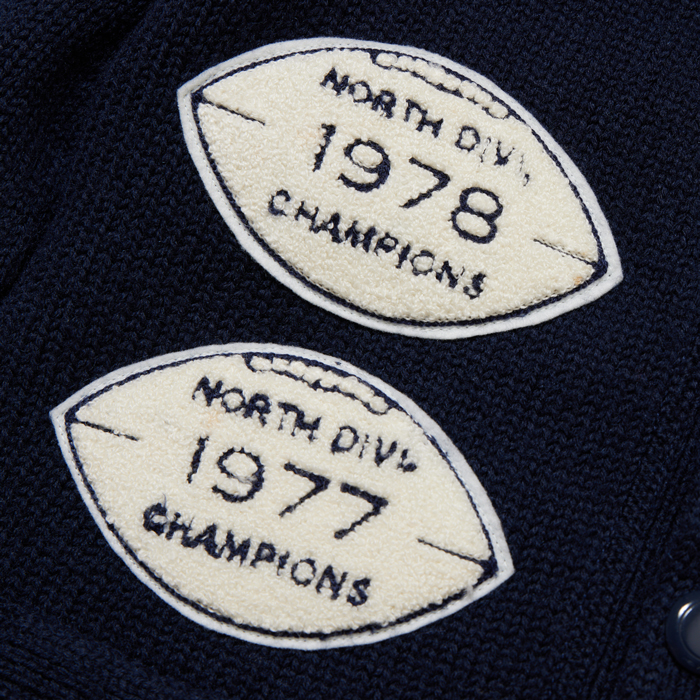 NORTH DIV.
1978
CHAMPIONS
NORTH DIV.
1977
CHAMPIONS